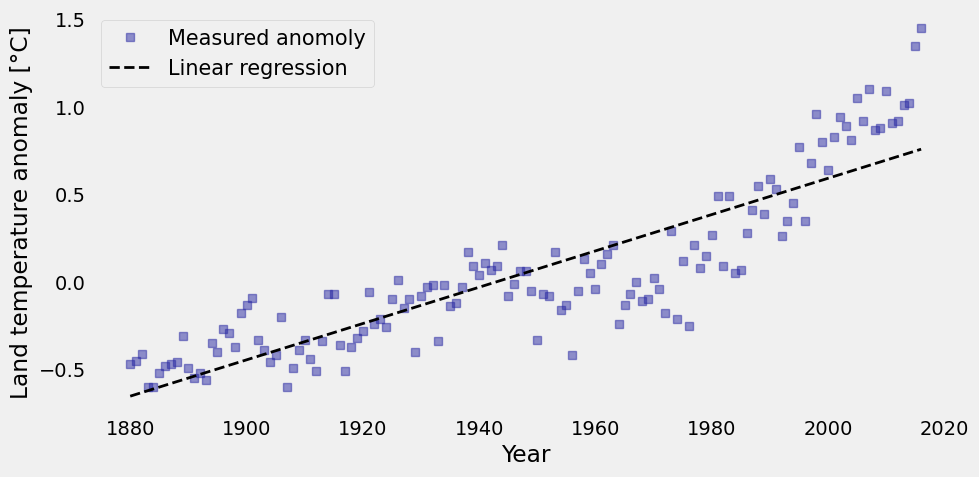 Land temperature anomaly [°C]
1.5
1.0
0.5
0.0
−0.5
Measured anomoly
Linear regression
1880 1900 1920 1940 1960 1980 2000 2020
Year